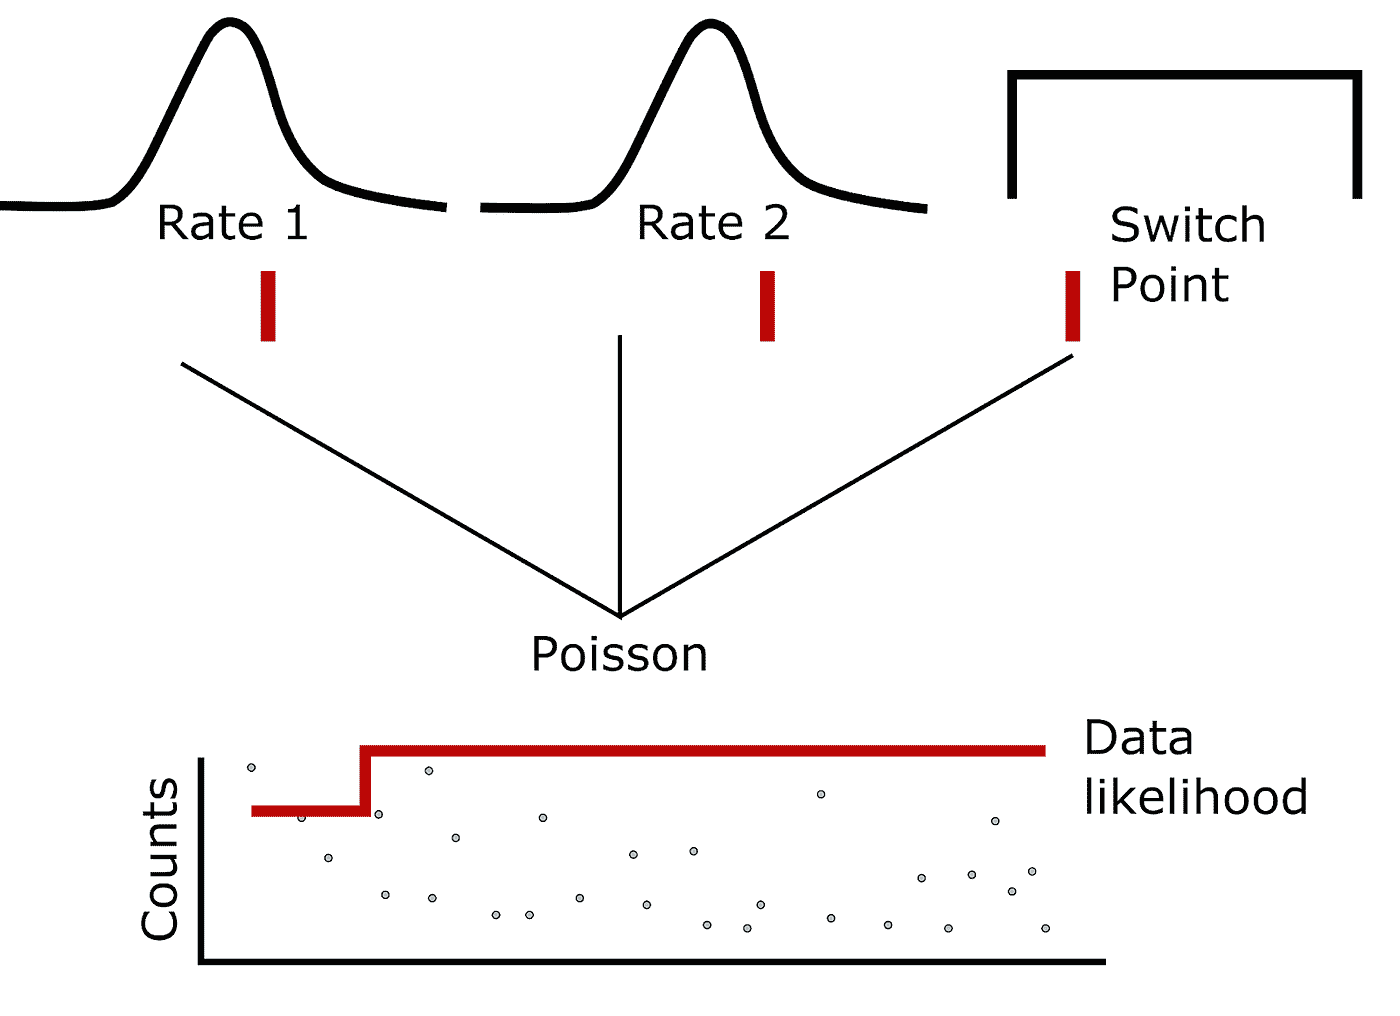 Rate 1
Rate 2
Switch
Point
Poisson
Data
likelihood
Counts